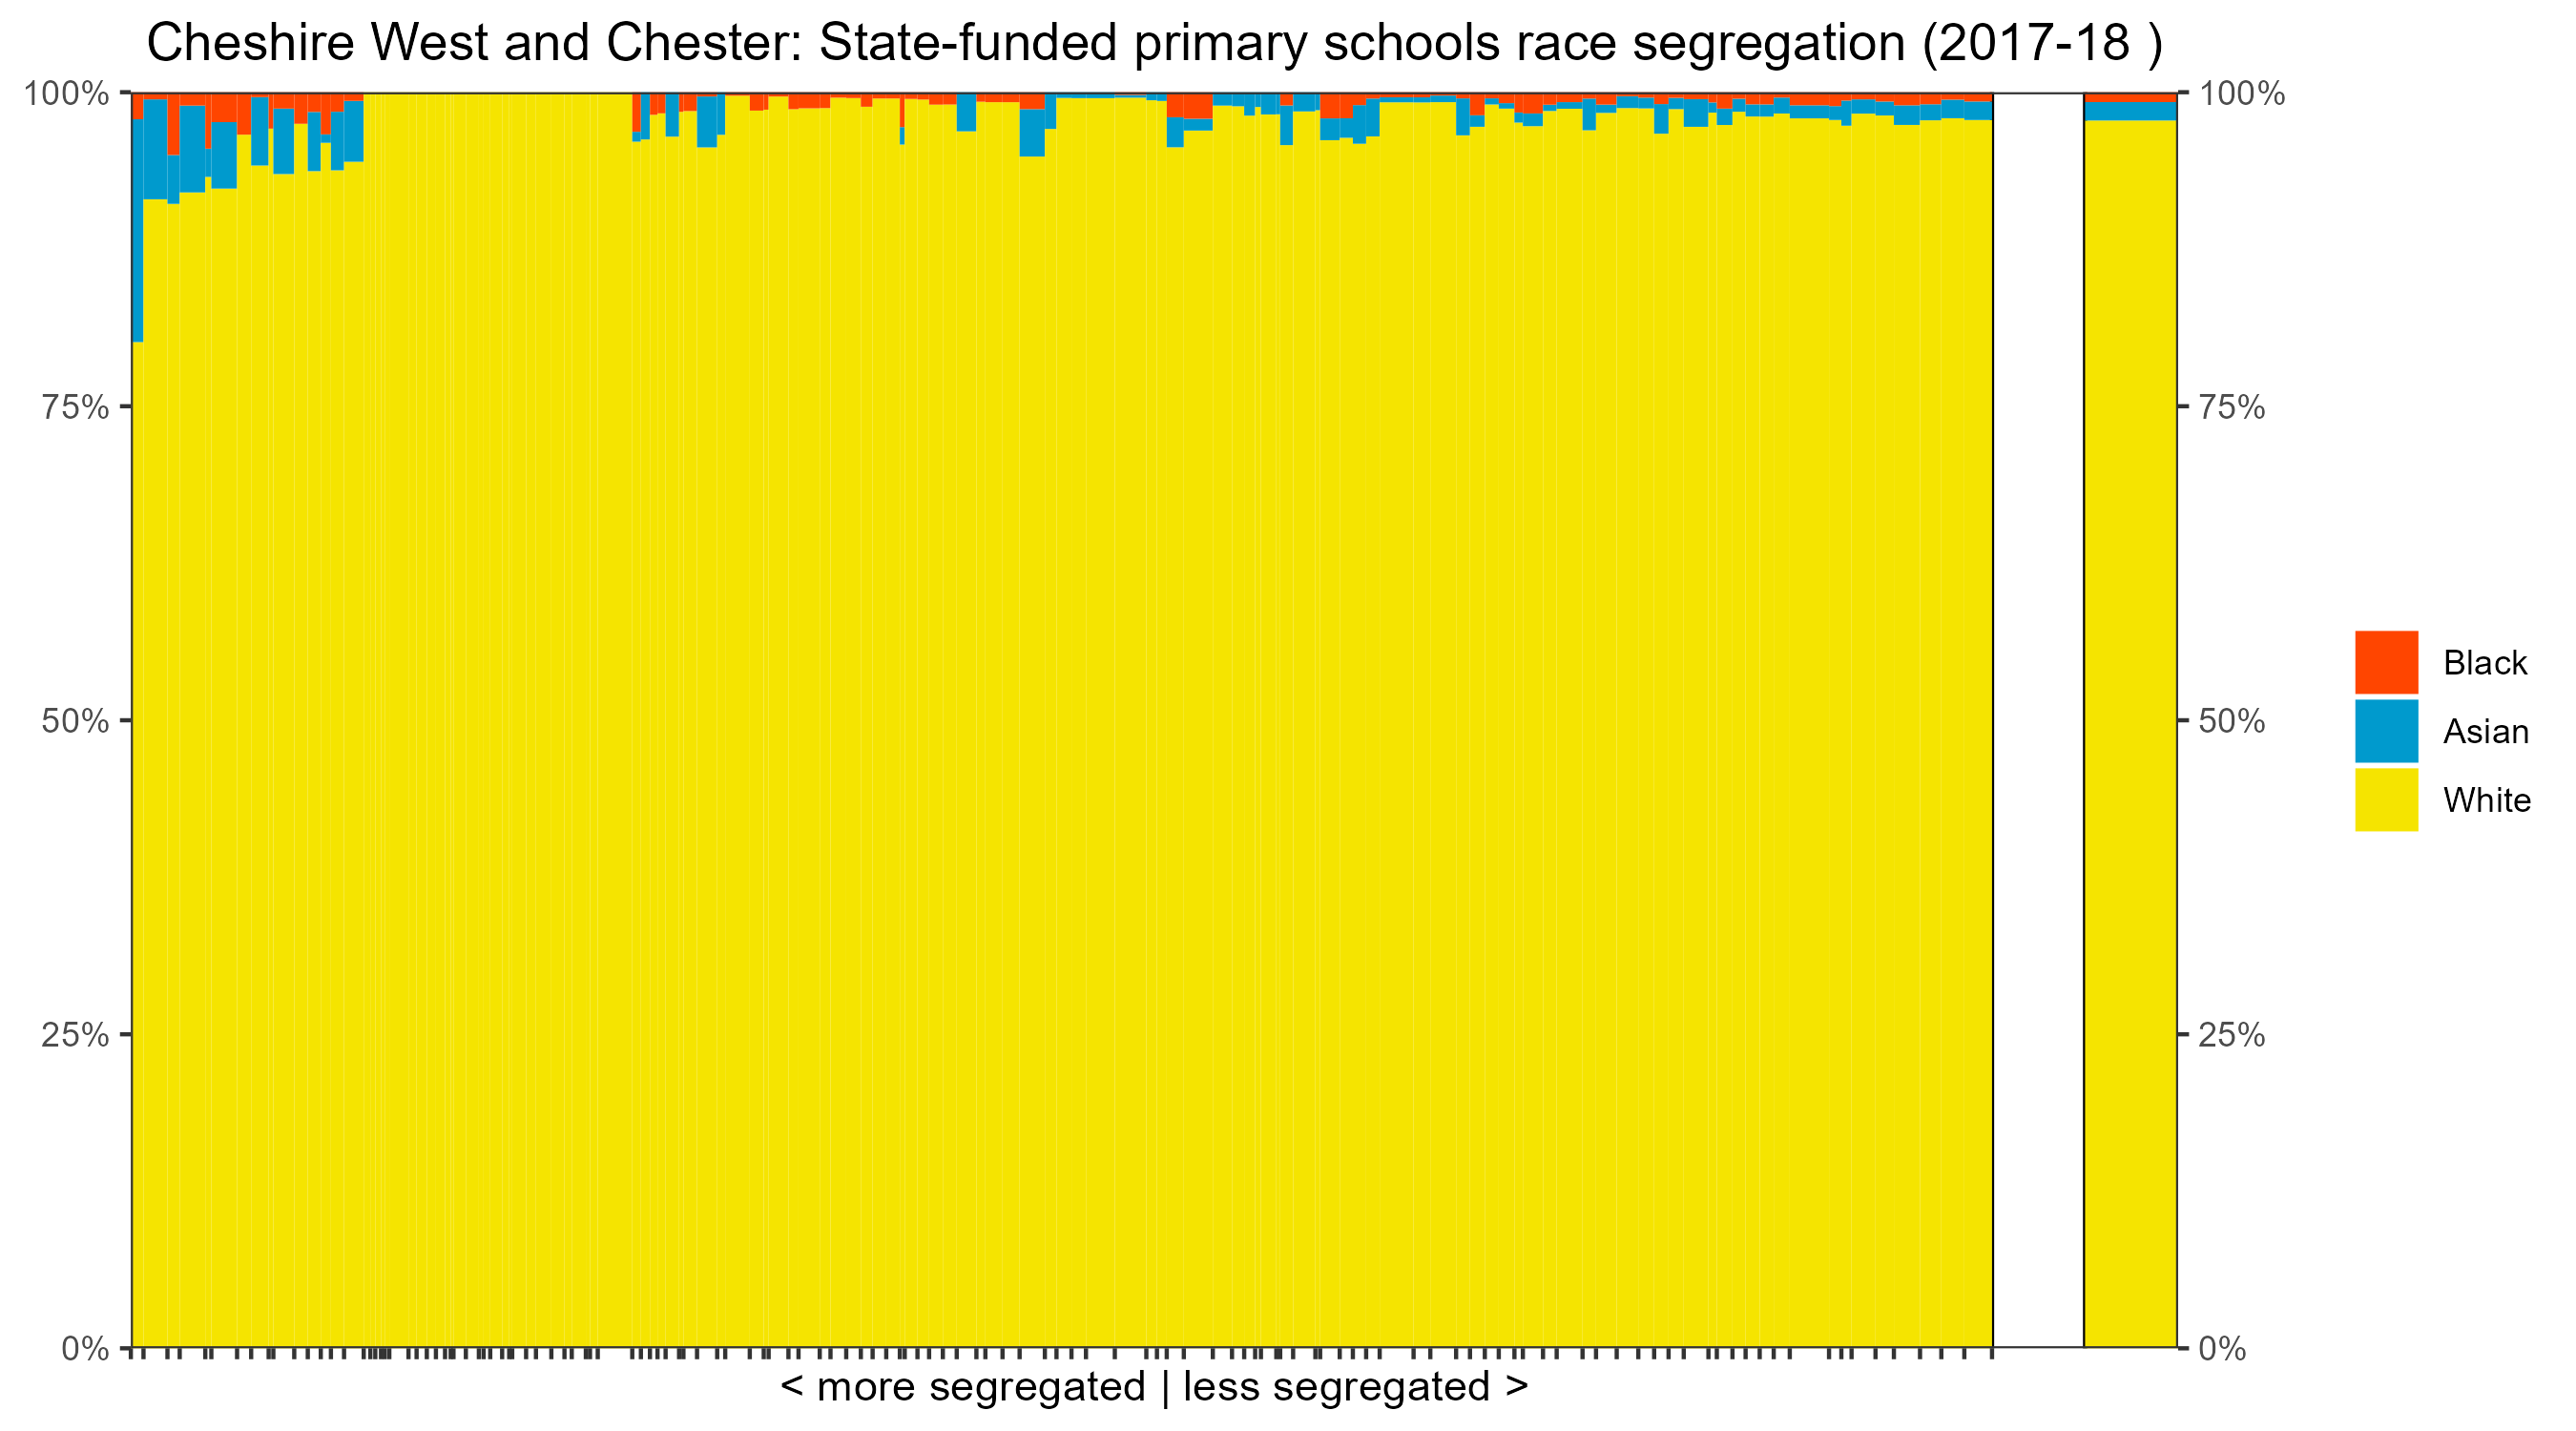 Cheshire West and Chester: State-funded primary schools race segregation (2017-18 )
100%
100%
75%
75%
50%
50%
25%
25%
0%
0%
Black
Asian
White
< more segregated | less segregated >